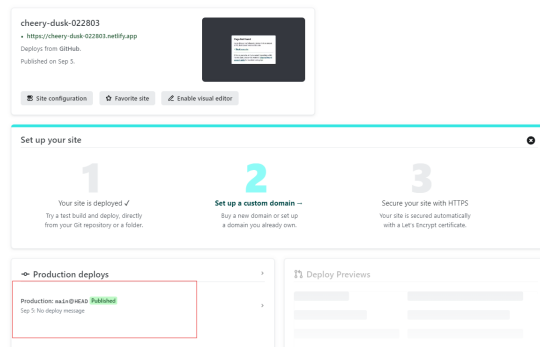 cheery-dusk-022803
https://cheery-dusk-022803.netlify.app
Deploys from GitHub.
Published on Sep 5.
Site configuration
Favorite site
Enable visual editor
Set up your site
1
2
3
Your site is deployed ✓
Try a test build and deploy, directly
from your Git repository or a folder.
Set up a custom domain →
Buy a new domain or set up
a domain you already own.
Secure your site with HTTPS
Your site is secured automatically
with a Let's Encrypt certificate.
Production deploys
Production: main@HEAD Published
Sep 5: No deploy message
Deploy Previews